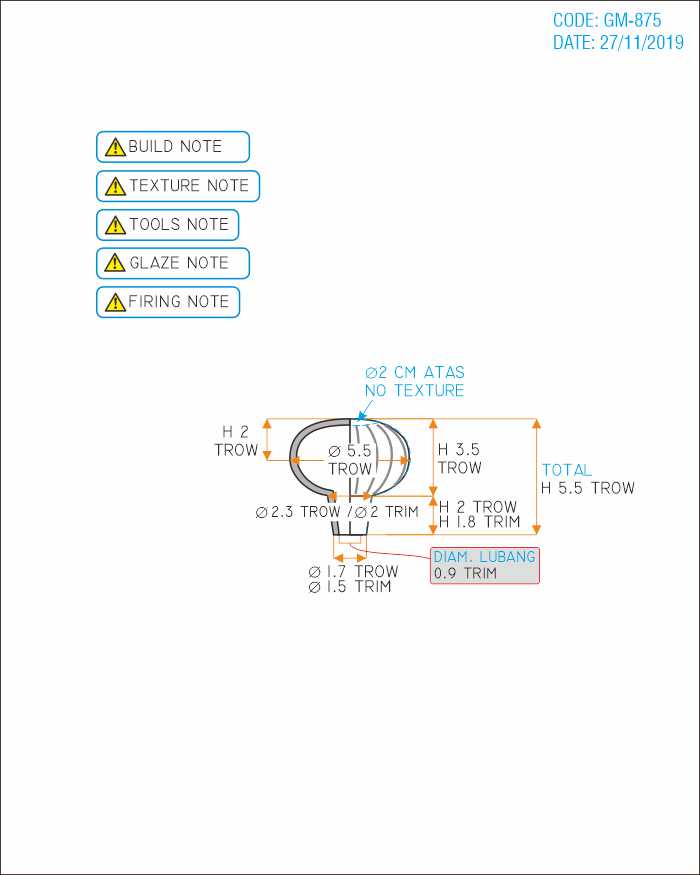 CODE: GM-875
DATE: 27/11/2019
BUILD NOTE
TEXTURE NOTE
TOOLS NOTE
GLAZE NOTE
FIRING NOTE
Ø2 CM ATAS
NO TEXTURE
H 2
TROW
Ø 5.5
TROW
H 3.5
TROW
TOTAL
H 5.5 TROW
Ø 2.3 TROW / Ø 2 TRIM
H 2 TROW
H 1.8 TRIM
DIAM. LUBANG
0.9 TRIM
Ø 1.7 TROW
Ø 1.5 TRIM